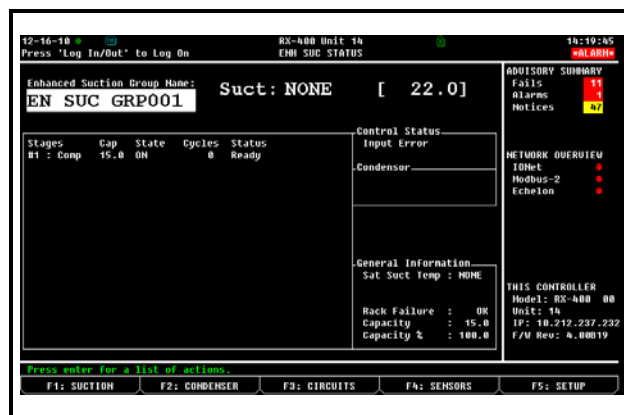 12-16-10 RX-400 Unit 14 14:19:45
Press 'Log In/Out' to Log On ENH SUC STATUS *ALARM*
ADVISORY SUMMARY
Enhanced Suction Group Name: Fails 11
EN SUC GRP001 Suct: NONE [ 22.0] Alarms 1
Notices 47
Control Status
Stages Cap State Cycles Status Input Error
#1 : Comp 15.0 ON 0 Ready
NETWORK OVERVIEW
Condensor IONet
Modbus-2
Echelon
General Information
Sat Suct Temp : NONE
THIS CONTROLLER
Model: RX-400 00
Rack Failure : OK Unit: 14
Capacity : 15.0 IP: 10.212.237.232
Capacity % : 100.0 F/W Rev: 4.00B19
Press enter for a list of actions.
F1: SUCTION F2: CONDENSER F3: CIRCUITS F4: SENSORS F5: SETUP